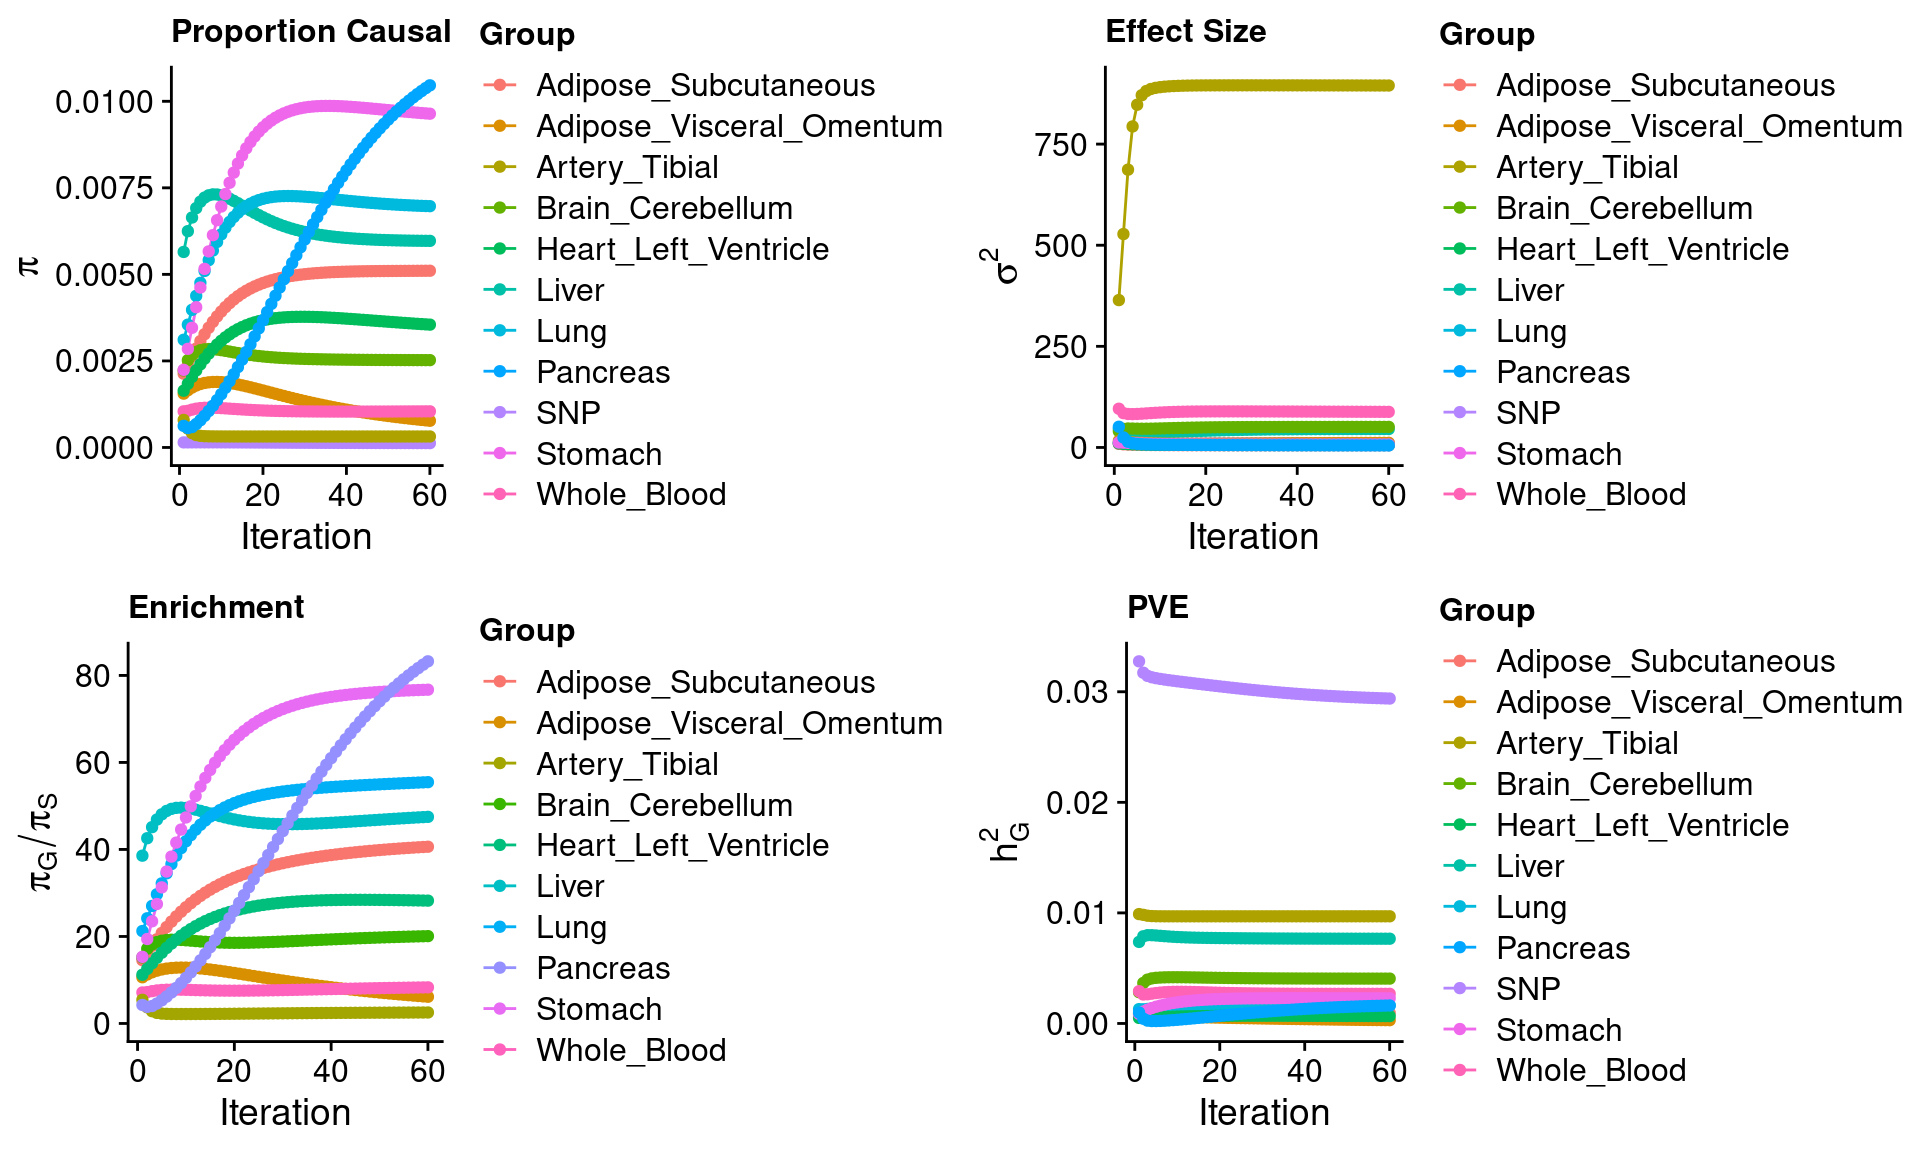 Proportion Causal
π
0.0100
0.0075
0.0050
0.0025
0.0000
0 20 40 60
Iteration
Group
Adipose_Subcutaneous
Adipose_Visceral_Omentum
Artery_Tibial
Brain_Cerebellum
Heart_Left_Ventricle
Liver
Lung
Pancreas
SNP
Stomach
Whole_Blood
Effect Size
σ²
750
500
250
0
0 20 40 60
Iteration
Group
Adipose_Subcutaneous
Adipose_Visceral_Omentum
Artery_Tibial
Brain_Cerebellum
Heart_Left_Ventricle
Liver
Lung
Pancreas
SNP
Stomach
Whole_Blood
Enrichment
π_G/π_S
80
60
40
20
0
0 20 40 60
Iteration
Group
Adipose_Subcutaneous
Adipose_Visceral_Omentum
Artery_Tibial
Brain_Cerebellum
Heart_Left_Ventricle
Liver
Lung
Pancreas
Stomach
Whole_Blood
PVE
h²_G
0.03
0.02
0.01
0.00
0 20 40 60
Iteration
Group
Adipose_Subcutaneous
Adipose_Visceral_Omentum
Artery_Tibial
Brain_Cerebellum
Heart_Left_Ventricle
Liver
Lung
Pancreas
SNP
Stomach
Whole_Blood